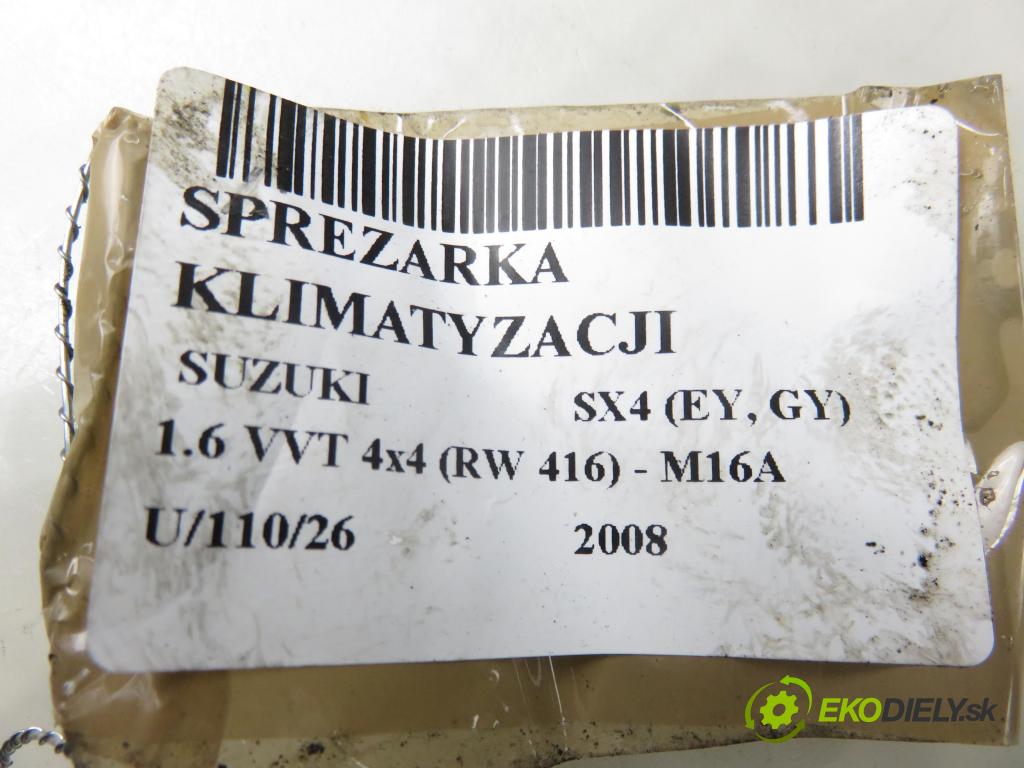 SPREZARKA
KLIMATYZACJI
SUZUKI SX4 (EY, GY)
1.6 VVT 4x4 (RW 416) - M16A
U/110/26 2008
EKODIELY.sk